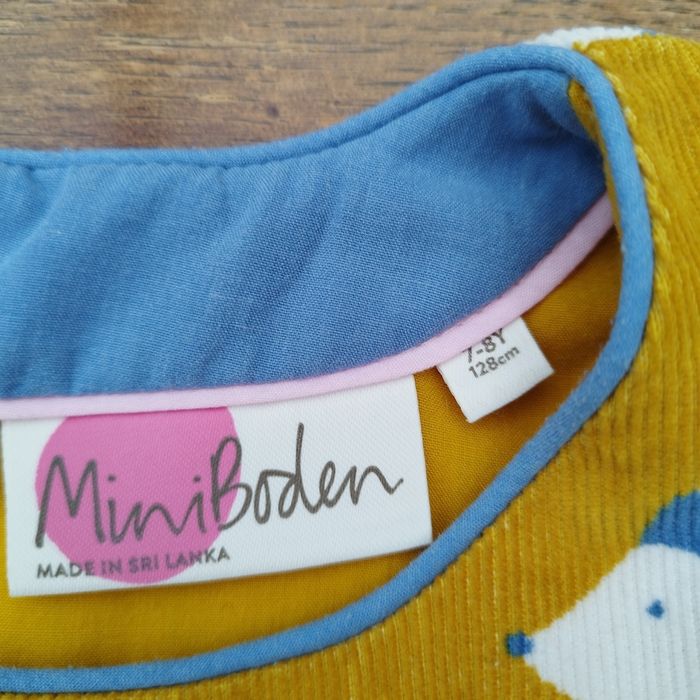 7-8Y
128cm
MiniBoden
MADE IN SRI LANKA